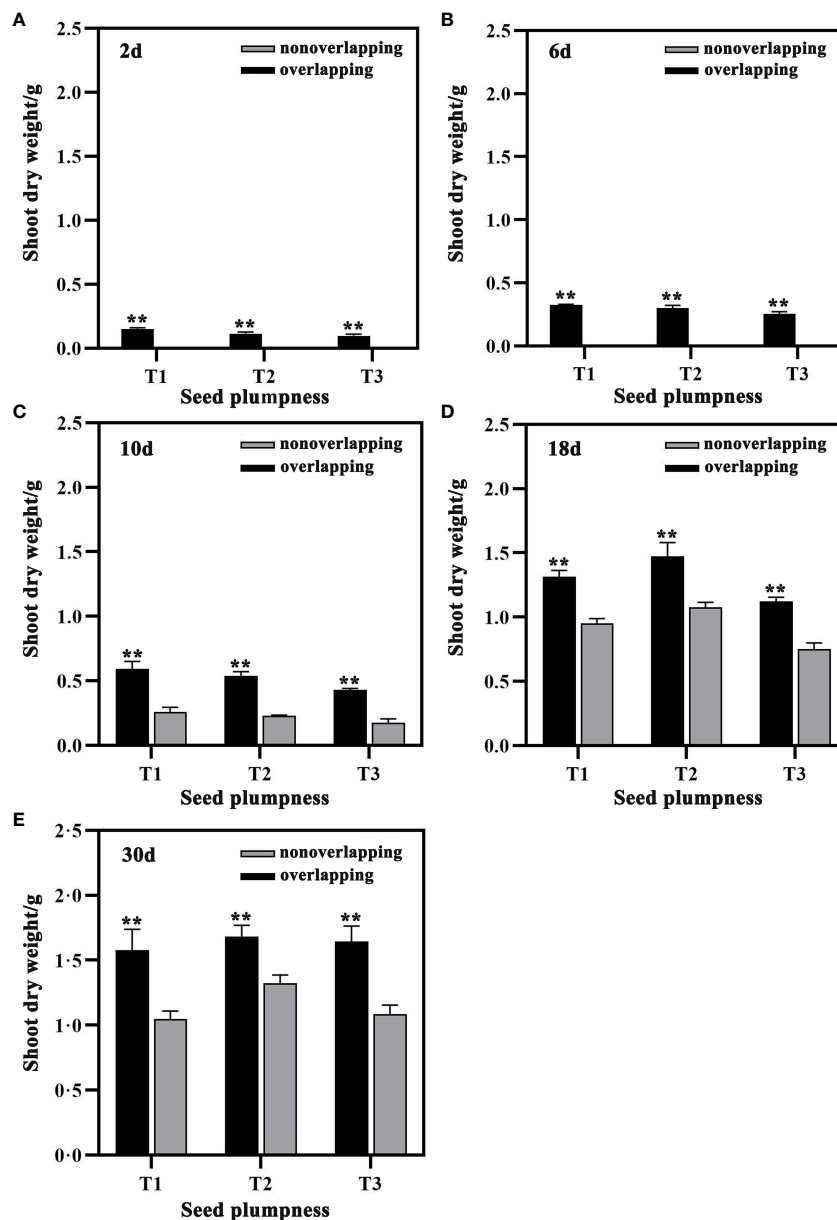 A
2d
nonoverlapping
overlapping
Shoot dry weight/g
2.5
2.0
1.5
1.0
0.5
0.0
**
**
**
T1 T2 T3
Seed plumpness
B
6d
nonoverlapping
overlapping
Shoot dry weight/g
2.5
2.0
1.5
1.0
0.5
0.0
**
**
**
T1 T2 T3
Seed plumpness
C
10d
nonoverlapping
overlapping
Shoot dry weight/g
2.5
2.0
1.5
1.0
0.5
0.0
**
**
**
T1 T2 T3
Seed plumpness
D
18d
nonoverlapping
overlapping
Shoot dry weight/g
2.5
2.0
1.5
1.0
0.5
0.0
**
**
**
T1 T2 T3
Seed plumpness
E
30d
nonoverlapping
overlapping
Shoot dry weight/g
2·5
2·0
1·5
1·0
0·5
0·0
**
**
**
T1 T2 T3
Seed plumpness